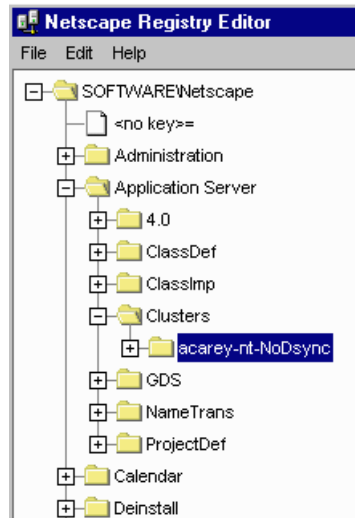 Netscape Registry Editor
File Edit Help
SOFTWARE\Netscape
<no key>=
Administration
Application Server
4.0
ClassDef
ClassImp
Clusters
acarey-nt-NoDsync
GDS
NameTrans
ProjectDef
Calendar
Deinstall